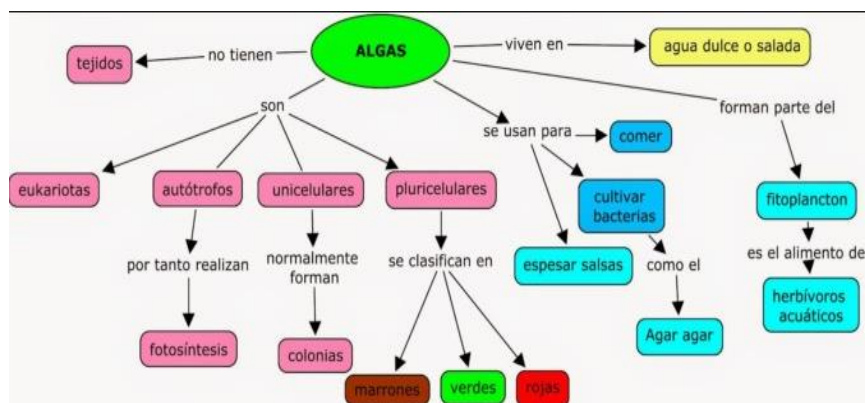 ALGAS
no tienen
tejidos
viven en
agua dulce o salada
son
se usan para
comer
forman parte del
eukariotas
autótrofos
unicelulares
pluricelulares
cultivar
bacterias
fitoplancton
por tanto realizan
normalmente
forman
se clasifican en
espesar salsas
como el
es el alimento de
herbívoros
acuáticos
fotosíntesis
colonias
Agar agar
marrones
verdes
rojas